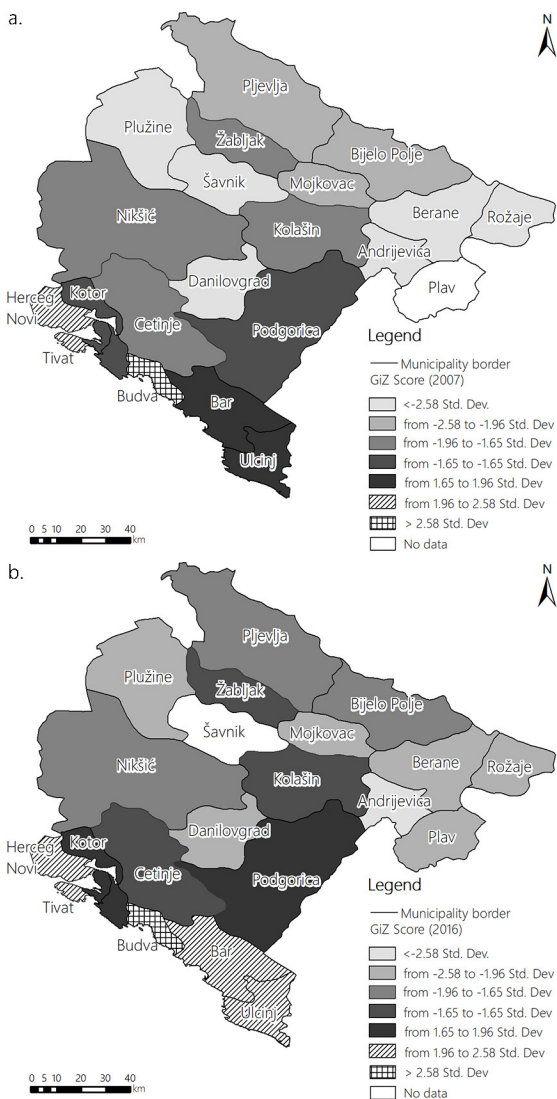 a.
N
Pljevlja
Plužine
Žabljak
Bijelo Polje
Šavnik
Mojkovac
Berane
Rožaje
Nikšić
Kolašin
Andrijevića
Danilovgrad
Plav
Herceg
Novi
Kotor
Cetinje
Podgorica
Tivat
Budva
Bar
Ulcinj
Legend
Municipality border
GiZ Score (2007)
<-2.58 Std. Dev.
from -2.58 to -1.96 Std. Dev
from -1.96 to -1.65 Std. Dev
from -1.65 to -1.65 Std. Dev
from 1.65 to 1.96 Std. Dev
from 1.96 to 2.58 Std. Dev
> 2.58 Std. Dev
No data
0 5 10 20 30 40
km
b.
N
Pljevlja
Plužine
Žabljak
Bijelo Polje
Šavnik
Mojkovac
Berane
Rožaje
Nikšić
Kolašin
Andrijevića
Danilovgrad
Plav
Herceg
Novi
Kotor
Cetinje
Podgorica
Tivat
Budva
Bar
Ulcinj
Legend
Municipality border
GiZ Score (2016)
<-2.58 Std. Dev.
from -2.58 to -1.96 Std. Dev
from -1.96 to -1.65 Std. Dev
from -1.65 to -1.65 Std. Dev
from 1.65 to 1.96 Std. Dev
from 1.96 to 2.58 Std. Dev
> 2.58 Std. Dev
No data
0 5 10 20 30 40
km